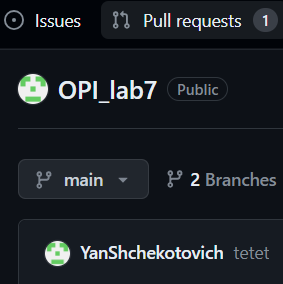 Issues Pull requests 1
OPI_lab7 Public
main 2 Branches
YanShchekotovich tetet